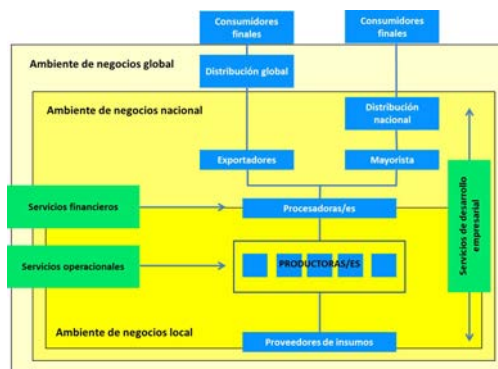 Consumidores
finales
Consumidores
finales
Ambiente de negocios global
Distribución global
Ambiente de negocios nacional
Distribución
nacional
Exportadores
Mayorista
Servicios financieros
Procesadoras/es
Servicios de desarrollo
empresarial
Servicios operacionales
PRODUCTORAS/ES
Ambiente de negocios local
Proveedores de insumos